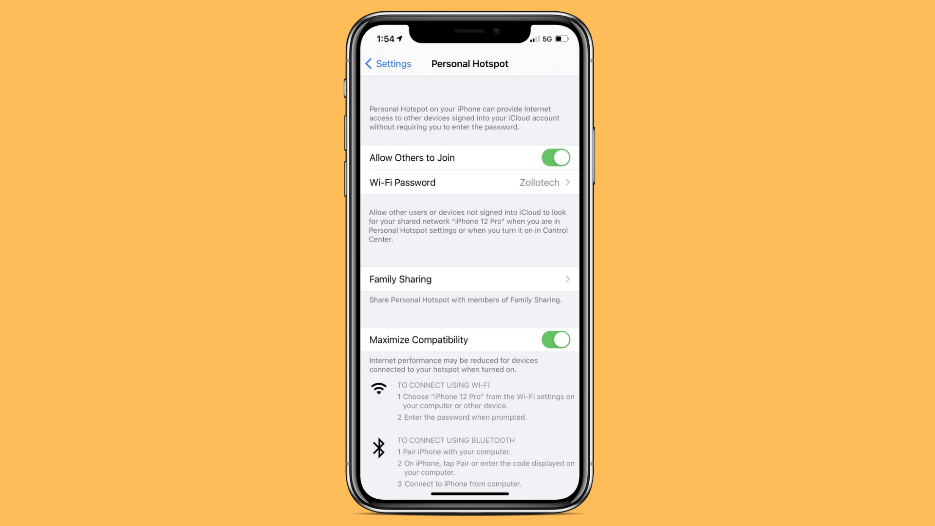 1:54 5G
Settings Personal Hotspot
Personal Hotspot on your iPhone can provide Internet
access to other devices signed into your iCloud account
without requiring you to enter the password.
Allow Others to Join
Wi-Fi Password Zollotech
Allow other users or devices not signed into iCloud to look
for your shared network “iPhone 12 Pro” when you are in
Personal Hotspot settings or when you turn it on in Control
Center.
Family Sharing
Share Personal Hotspot with members of Family Sharing.
Maximize Compatibility
Internet performance may be reduced for devices
connected to your hotspot when turned on.
TO CONNECT USING WI-FI
1 Choose “iPhone 12 Pro” from the Wi-Fi settings on
your computer or other device.
2 Enter the password when prompted.
TO CONNECT USING BLUETOOTH
1 Pair iPhone with your computer.
2 On iPhone, tap Pair or enter the code displayed on
your computer.
3 Connect to iPhone from computer.